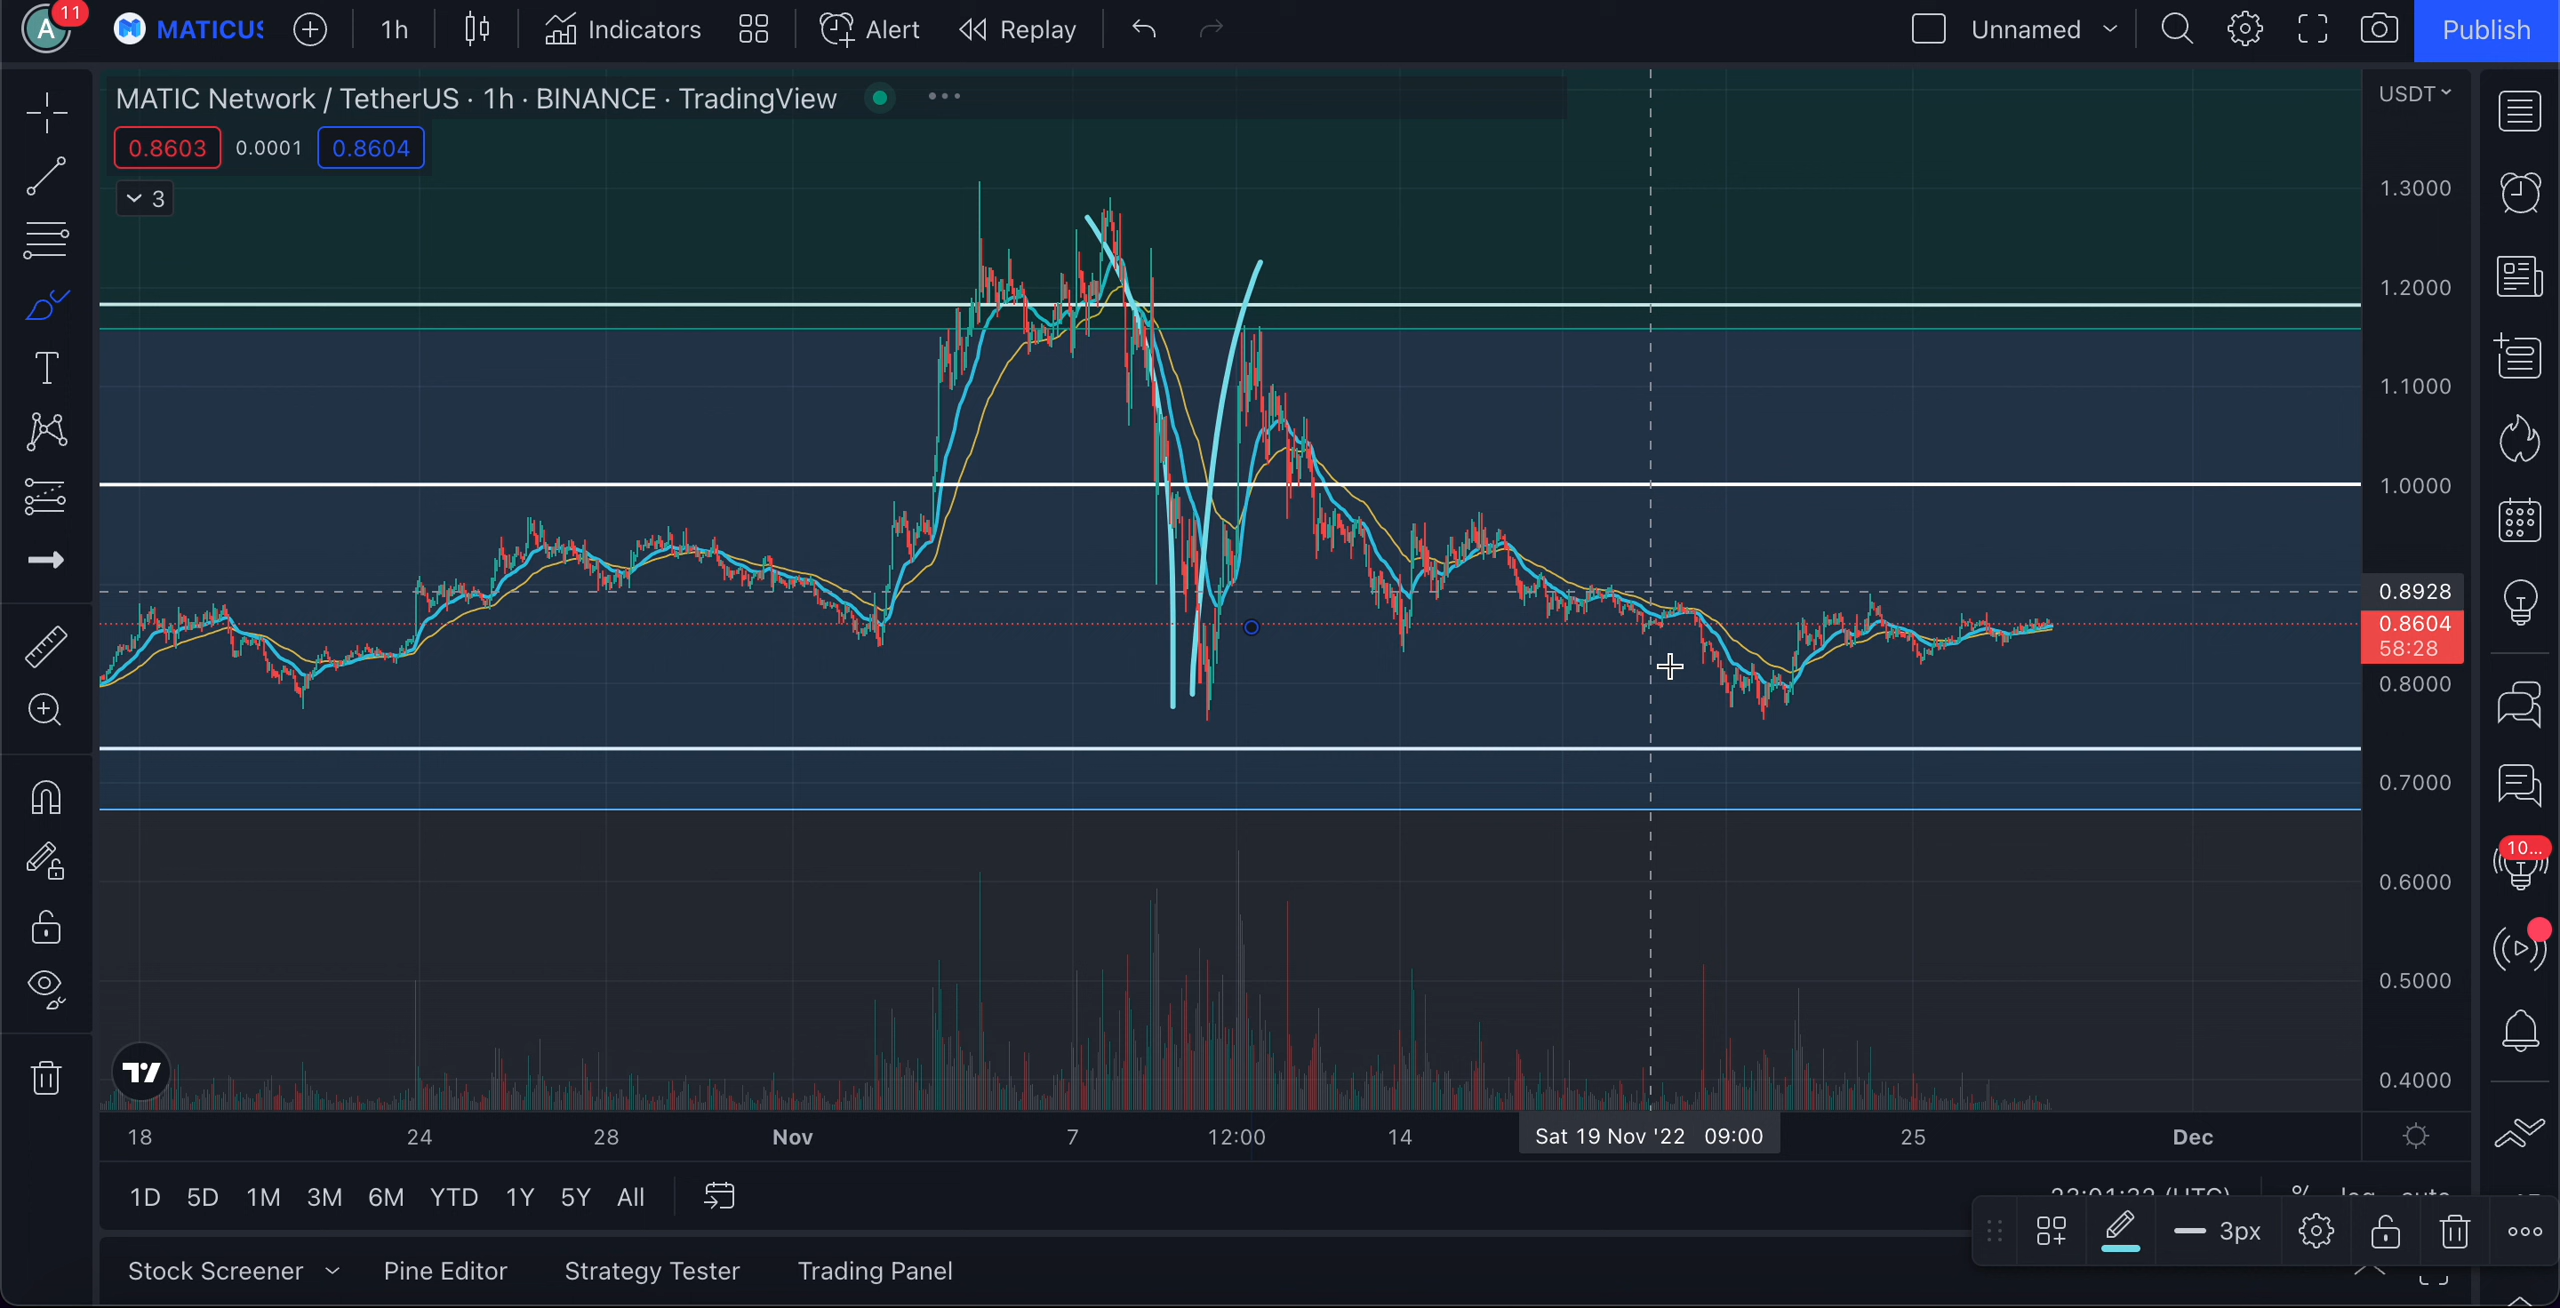 A 11 MATICUS 1h Indicators Alert Replay Unnamed Publish
MATIC Network / TetherUS · 1h · BINANCE · TradingView
USDT
0.8603 0.0001 0.8604
3
1.3000
1.2000
1.1000
1.0000
0.8928
0.8604
58:28
0.8000
0.7000
0.6000
0.5000
0.4000
10...
18 24 28 Nov 7 12:00 14 Sat 19 Nov '22 09:00 25 Dec
1D 5D 1M 3M 6M YTD 1Y 5Y All
3px
Stock Screener Pine Editor Strategy Tester Trading Panel